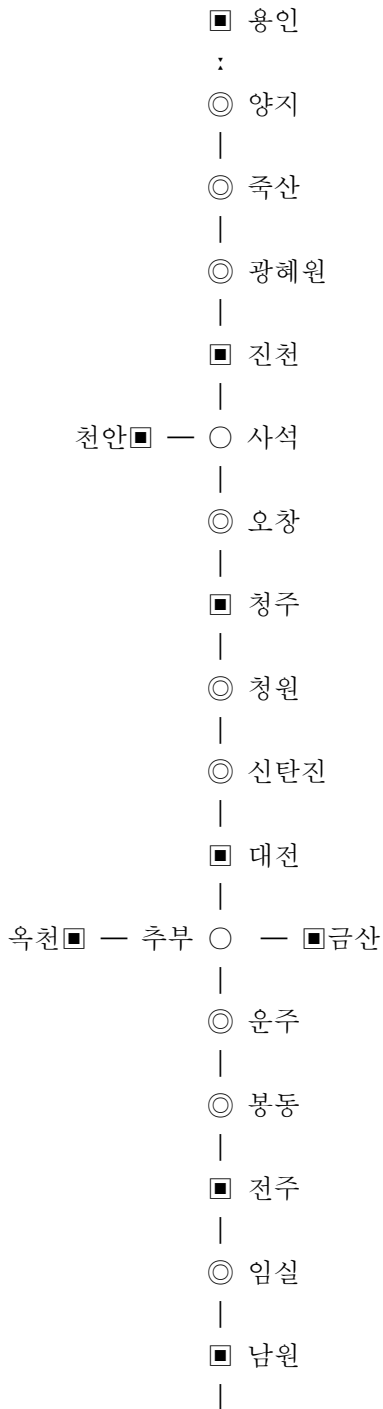 ▣ 용인
:
◎ 양지
|
◎ 죽산
|
◎ 광혜원
|
▣ 진천
|
천안▣ ─ ○ 사석
|
◎ 오창
|
▣ 청주
|
◎ 청원
|
◎ 신탄진
|
▣ 대전
|
옥천▣ ─ 추부 ○ ─ ▣금산
|
◎ 운주
|
◎ 봉동
|
▣ 전주
|
◎ 임실
|
▣ 남원
|